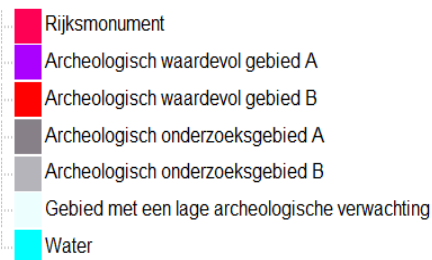 Rijksmonument
Archeologisch waardevol gebied A
Archeologisch waardevol gebied B
Archeologisch onderzoeksgebied A
Archeologisch onderzoeksgebied B
Gebied met een lage archeologische verwachting
Water